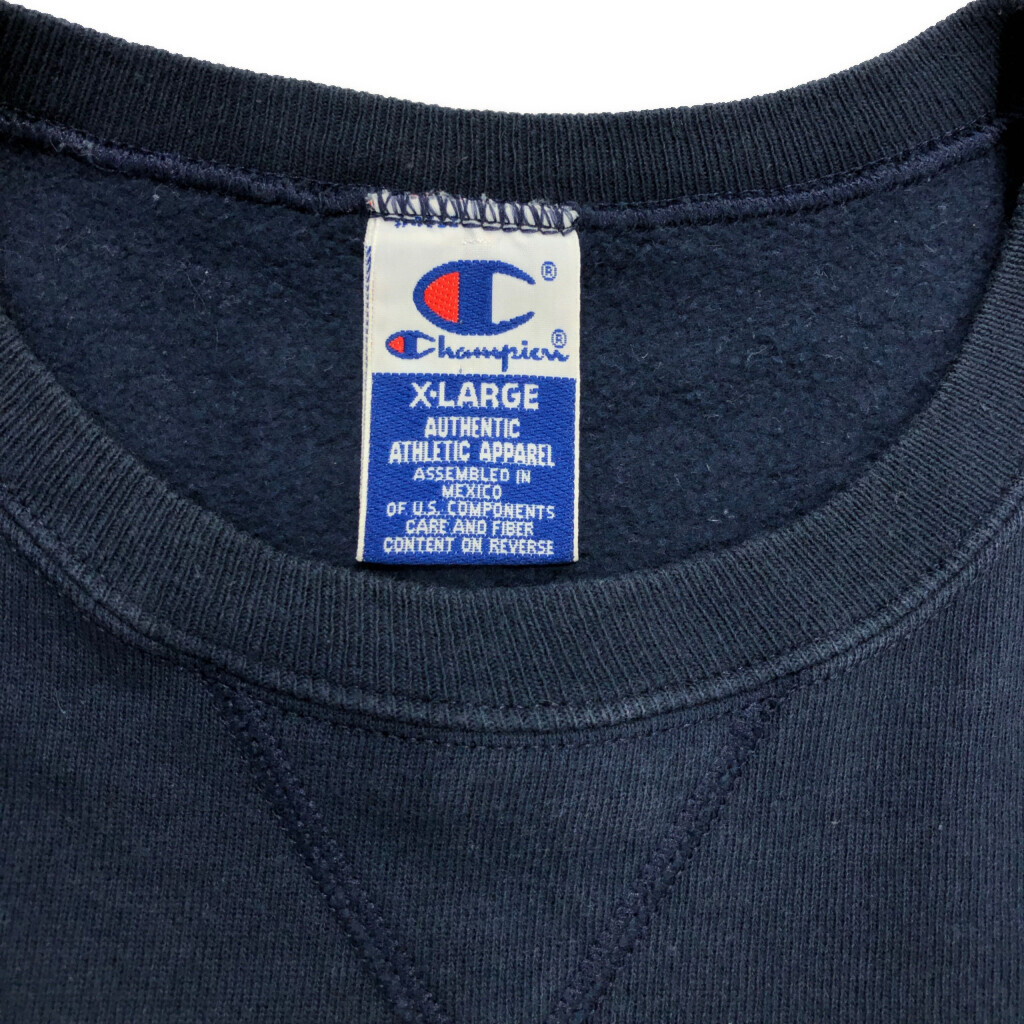 ®
Champion®
X•LARGE
AUTHENTIC
ATHLETIC APPAREL
ASSEMBLED IN
MEXICO
OF U.S. COMPONENTS
CARE AND FIBER
CONTENT ON REVERSE